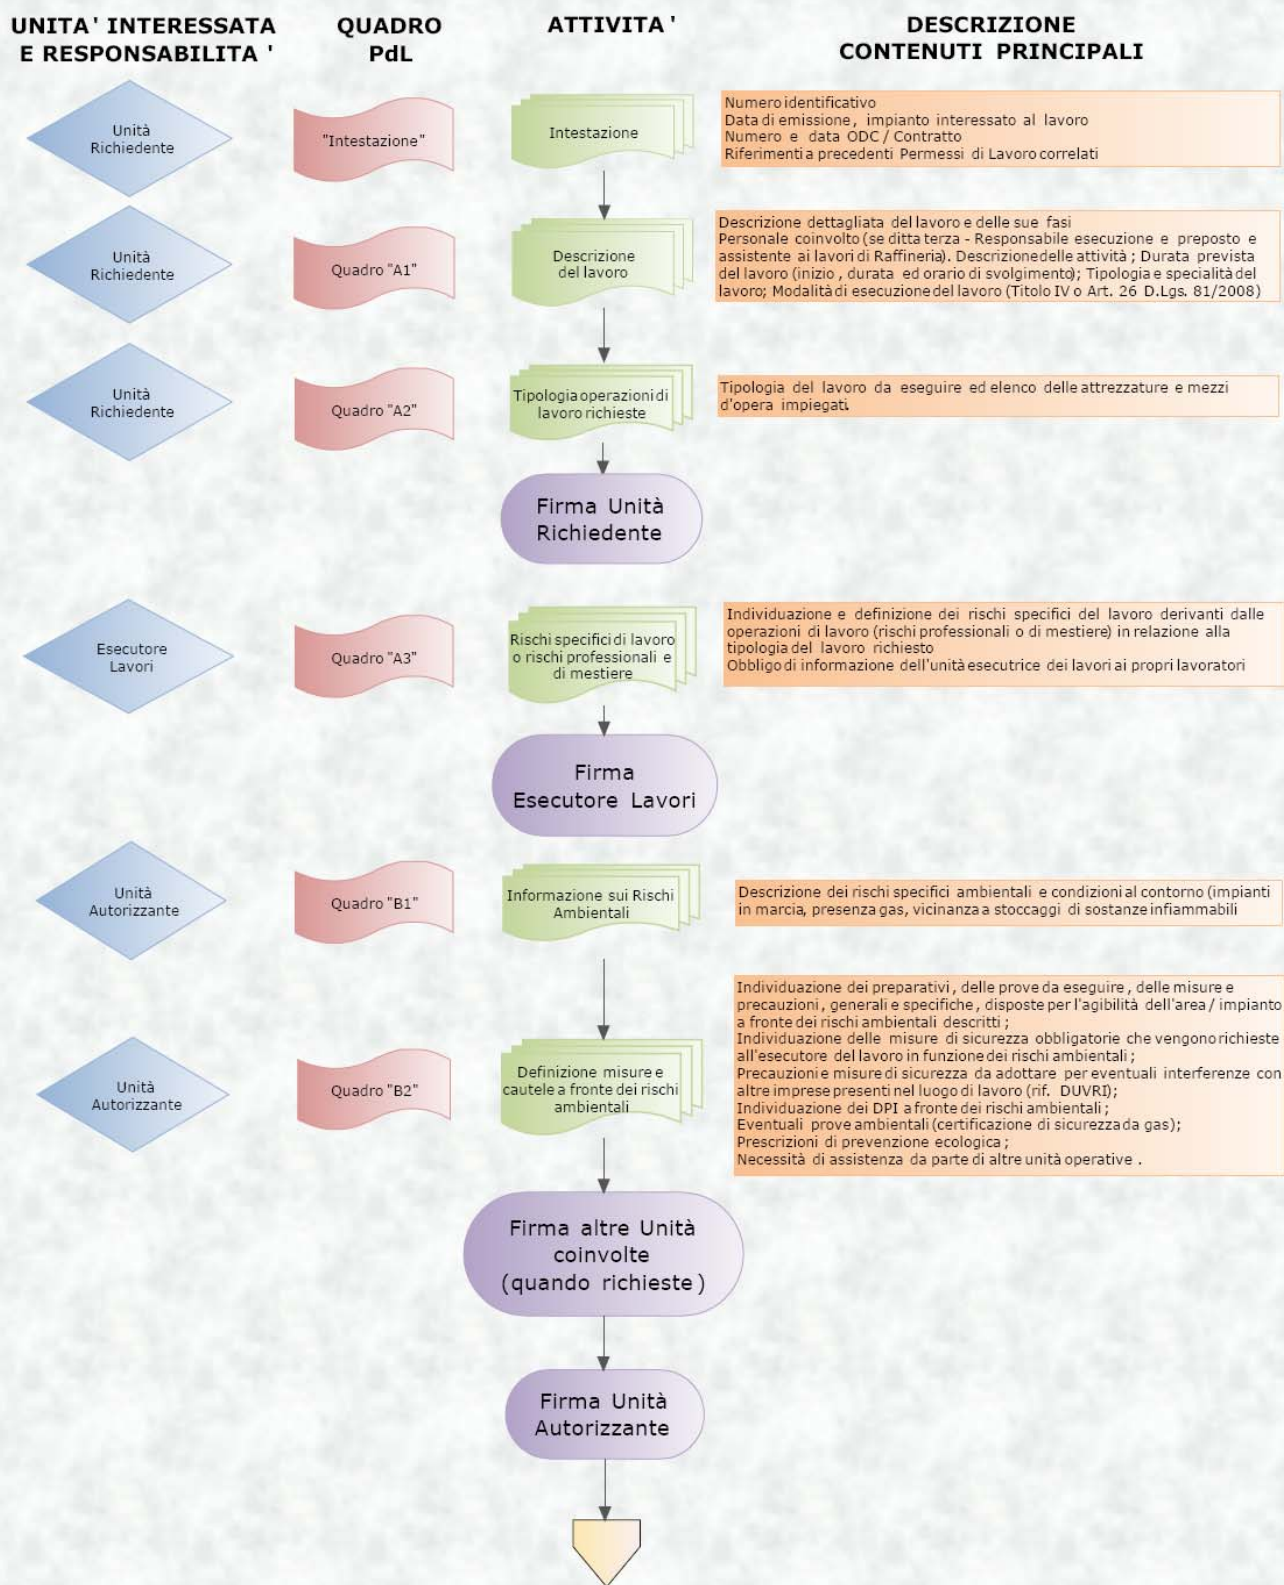 UNITA' INTERESSATA
E RESPONSABILITA'
QUADRO
PdL
ATTIVITA'
DESCRIZIONE
CONTENUTI PRINCIPALI
Unità
Richiedente
"Intestazione"
Intestazione
Numero identificativo
Data di emissione, impianto interessato al lavoro
Numero e data ODC / Contratto
Riferimenti a precedenti Permessi di Lavoro correlati
Unità
Richiedente
Quadro "A1"
Descrizione
del lavoro
Descrizione dettagliata del lavoro e delle sue fasi
Personale coinvolto (se ditta terza - Responsabile esecuzione e preposto e
assistente ai lavori di Raffineria). Descrizione delle attività; Durata prevista
del lavoro (inizio, durata ed orario di svolgimento); Tipologia e specialità del
lavoro; Modalità di esecuzione del lavoro (Titolo IV o Art. 26 D.Lgs. 81/2008)
Unità
Richiedente
Quadro "A2"
Tipologia operazioni di
lavoro richieste
Tipologia del lavoro da eseguire ed elenco delle attrezzature e mezzi
d'opera impiegati.
Firma Unità
Richiedente
Esecutore
Lavori
Quadro "A3"
Rischi specifici di lavoro
o rischi professionali e
di mestiere
Individuazione e definizione dei rischi specifici del lavoro derivanti dalle
operazioni di lavoro (rischi professionali o di mestiere) in relazione alla
tipologia del lavoro richiesto
Obbligo di informazione dell'unità esecutrice dei lavori ai propri lavoratori
Firma
Esecutore Lavori
Unità
Autorizzante
Quadro "B1"
Informazione sui Rischi
Ambientali
Descrizione dei rischi specifici ambientali e condizioni al contorno (impianti
in marcia, presenza gas, vicinanza a stoccaggi di sostanze infiammabili
Unità
Autorizzante
Quadro "B2"
Definizione misure e
cautele a fronte dei rischi
ambientali
Individuazione dei preparativi, delle prove da eseguire, delle misure e
precauzioni, generali e specifiche, disposte per l'agibilità dell'area / impianto
a fronte dei rischi ambientali descritti;
Individuazione delle misure di sicurezza obbligatorie che vengono richieste
all'esecutore del lavoro in funzione dei rischi ambientali;
Precauzioni e misure di sicurezza da adottare per eventuali interferenze con
altre imprese presenti nel luogo di lavoro (rif. DUVRI);
Individuazione dei DPI a fronte dei rischi ambientali;
Eventuali prove ambientali (certificazione di sicurezza da gas);
Prescrizioni di prevenzione ecologica;
Necessità di assistenza da parte di altre unità operative.
Firma altre Unità
coinvolte
(quando richieste)
Firma Unità
Autorizzante